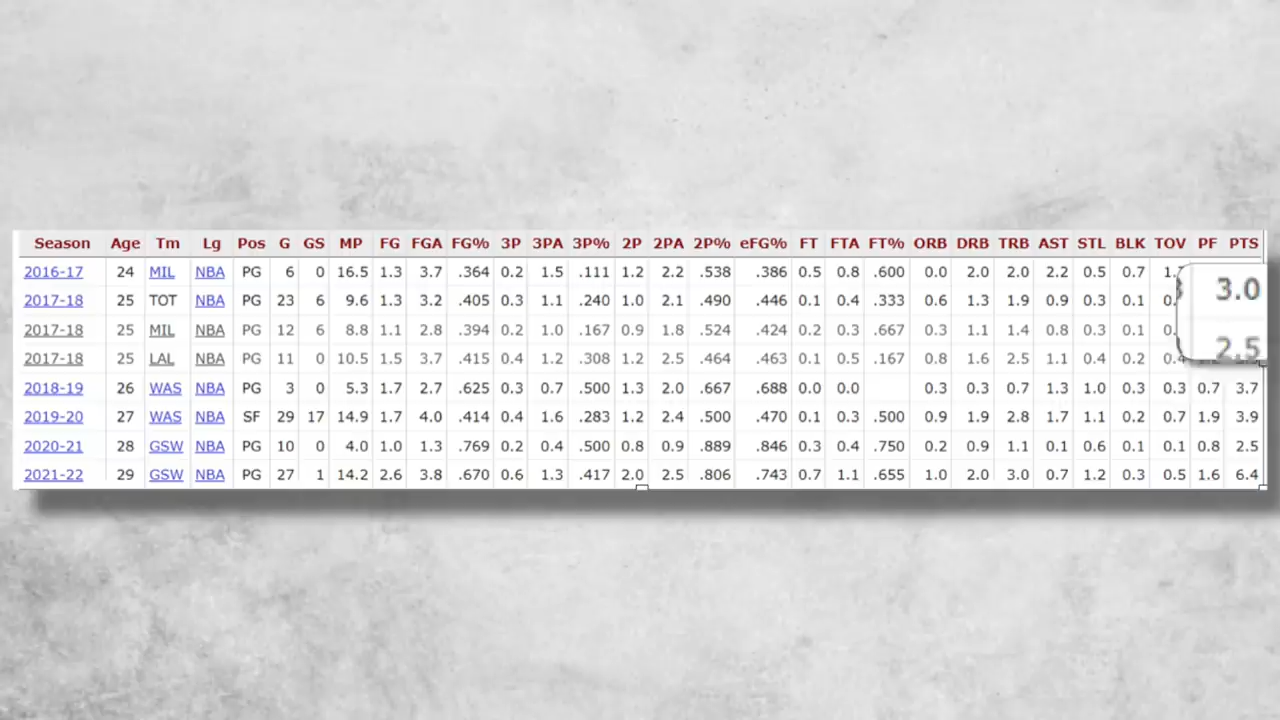 Season Age Tm Lg Pos G GS MP FG FGA FG% 3P 3PA 3P% 2P 2PA 2P% eFG% FT FTA FT% ORB DRB TRB AST STL BLK TOV PF PTS
2016-17 24 MIL NBA PG 6 0 16.5 1.3 3.7 .364 0.2 1.5 .111 1.2 2.2 .538 .386 0.5 0.8 .600 0.0 2.0 2.0 2.2 0.5 0.7
3.0
2017-18 25 TOT NBA PG 23 6 9.6 1.3 3.2 .405 0.3 1.1 .240 1.0 2.1 .490 .446 0.1 0.4 .333 0.6 1.3 1.9 0.9 0.3 0.1
2017-18 25 MIL NBA PG 12 6 8.8 1.1 2.8 .394 0.2 1.0 .167 0.9 1.8 .524 .424 0.2 0.3 .667 0.3 1.1 1.4 0.8 0.3 0.1
2.5
2017-18 25 LAL NBA PG 11 0 10.5 1.5 3.7 .415 0.4 1.2 .308 1.2 2.5 .464 .463 0.1 0.5 .167 0.8 1.6 2.5 1.1 0.4 0.2 0.4
2018-19 26 WAS NBA PG 3 0 5.3 1.7 2.7 .625 0.3 0.7 .500 1.3 2.0 .667 .688 0.0 0.0 0.3 0.3 0.7 1.3 1.0 0.3 0.3 0.7 3.7
2019-20 27 WAS NBA SF 29 17 14.9 1.7 4.0 .414 0.4 1.6 .283 1.2 2.4 .500 .470 0.1 0.3 .500 0.9 1.9 2.8 1.7 1.1 0.2 0.7 1.9 3.9
2020-21 28 GSW NBA PG 10 0 4.0 1.0 1.3 .769 0.2 0.4 .500 0.8 0.9 .889 .846 0.3 0.4 .750 0.2 0.9 1.1 0.1 0.6 0.1 0.1 0.8 2.5
2021-22 29 GSW NBA PG 27 1 14.2 2.6 3.8 .670 0.6 1.3 .417 2.0 2.5 .806 .743 0.7 1.1 .655 1.0 2.0 3.0 0.7 1.2 0.3 0.5 1.6 6.4